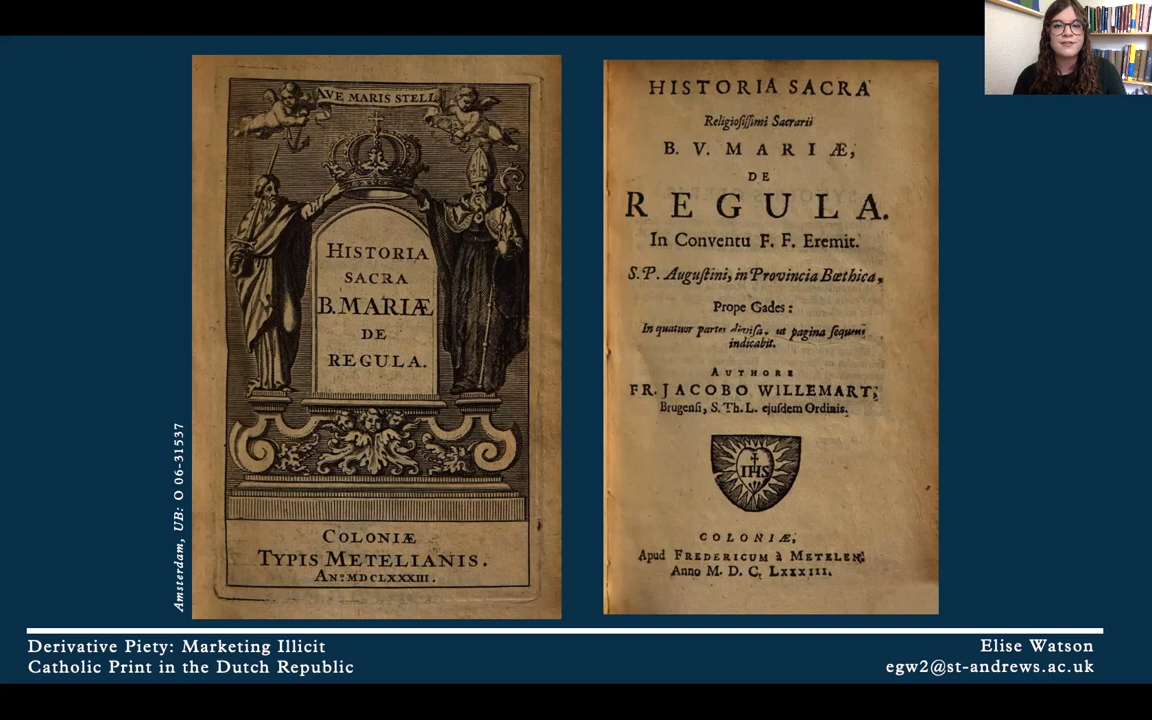 AVE MARIS STELL
HISTORIA
SACRA
B. MARIÆ
DE
REGULA.
COLONIÆ
TYPIS METELIANIS.
ANº MDCLXXXIII.
Amsterdam, UB: O 06-31537
HISTORIA SACRA
Religiosissimi Sacrarii
B. V. MARIÆ,
DE
REGULA.
In Conventu F. F. Eremit.
S. P. Augustini, in Provincia Bœthica,
Prope Gades:
In quatuor partes divisa. ut pagina sequens
indicabit.
AUTHORE
FR. JACOBO WILLEMART,
Brugensi, S. Th. L. ejusdem Ordinis.
IHS
COLONIÆ,
Apud FREDERICUM à METELEN.
Anno M. D. C. LXXXIII.
Derivative Piety: Marketing Illicit
Catholic Print in the Dutch Republic
Elise Watson
egw2@st-andrews.ac.uk